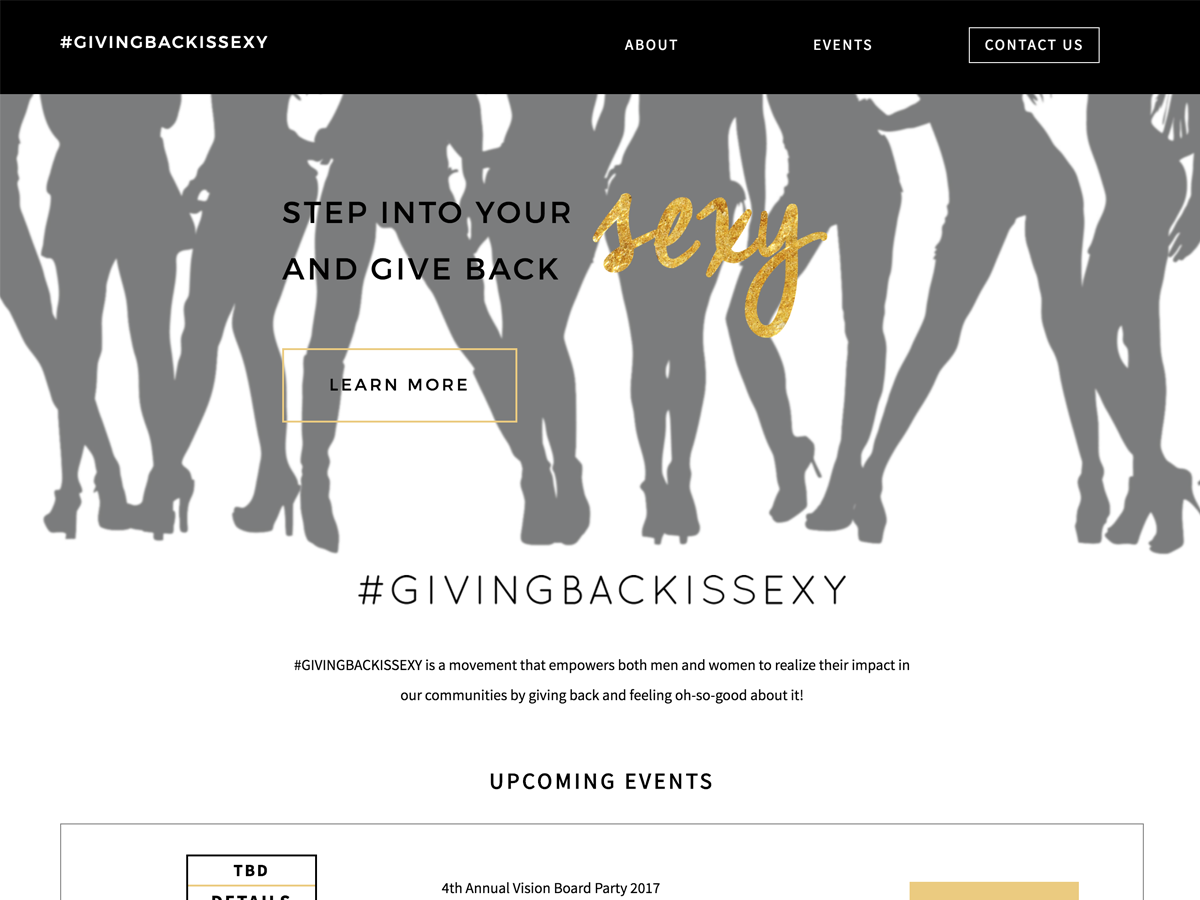 #GIVINGBACKISSEXY
ABOUT
EVENTS
CONTACT US
STEP INTO YOUR sexy
AND GIVE BACK
LEARN MORE
#GIVINGBACKISSEXY
#GIVINGBACKISSEXY is a movement that empowers both men and women to realize their impact in
our communities by giving back and feeling oh-so-good about it!
UPCOMING EVENTS
TBD
DETAILS
4th Annual Vision Board Party 2017